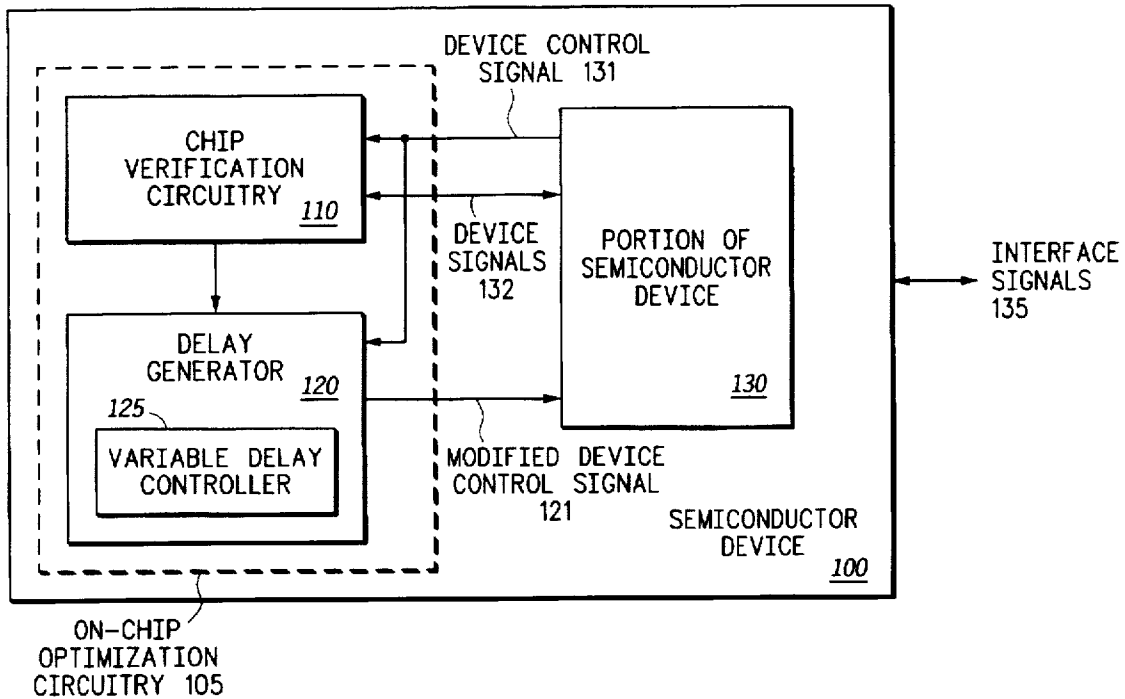 DEVICE CONTROL
SIGNAL 131
CHIP
VERIFICATION
CIRCUITRY
110
DEVICE
SIGNALS
132
PORTION OF
SEMICONDUCTOR
DEVICE
130
INTERFACE
SIGNALS
135
DELAY
GENERATOR
120
125
VARIABLE DELAY
CONTROLLER
MODIFIED DEVICE
CONTROL SIGNAL
121
SEMICONDUCTOR
DEVICE
100
ON-CHIP
OPTIMIZATION
CIRCUITRY 105